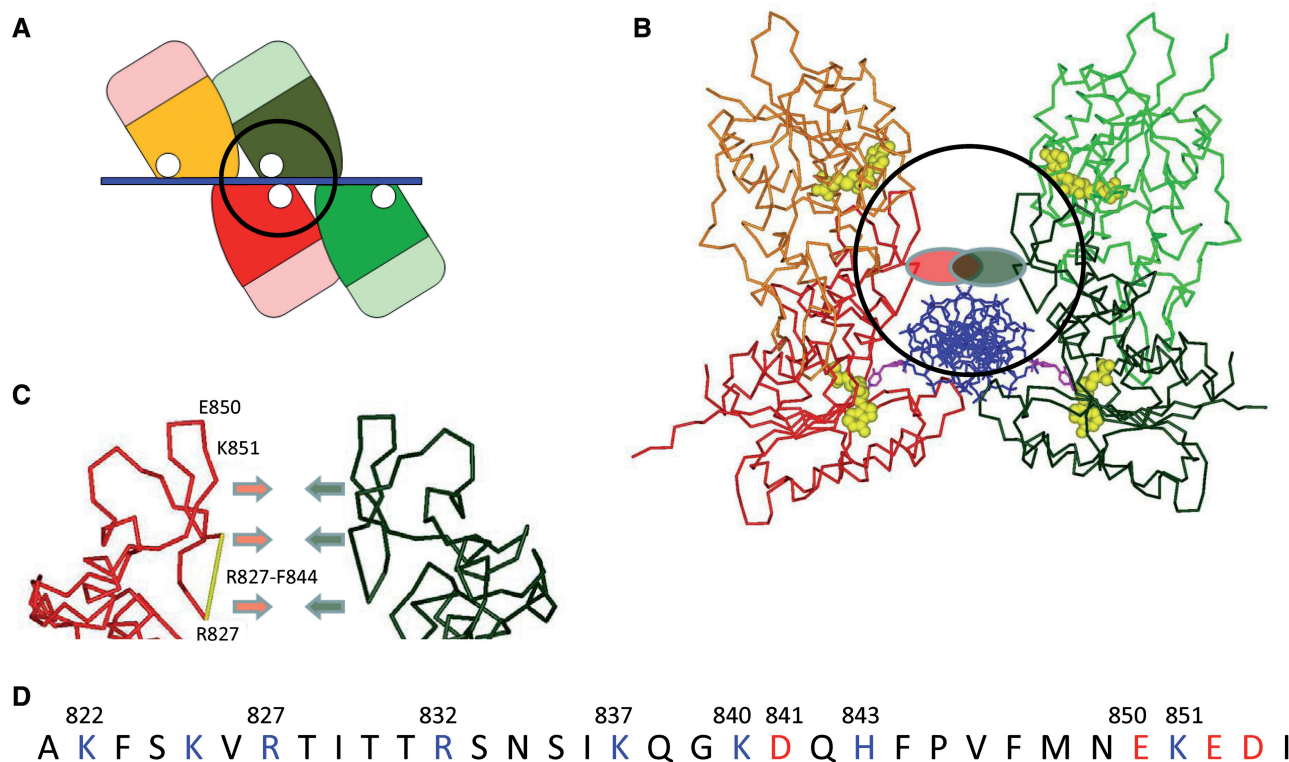 A
B
C
E850
K851
R827-F844
R827
D
822 827 832 837 840 841 843 850 851
A K F S K V R T I T T R S N S I K Q G K D Q H F P V F M N E K E D I